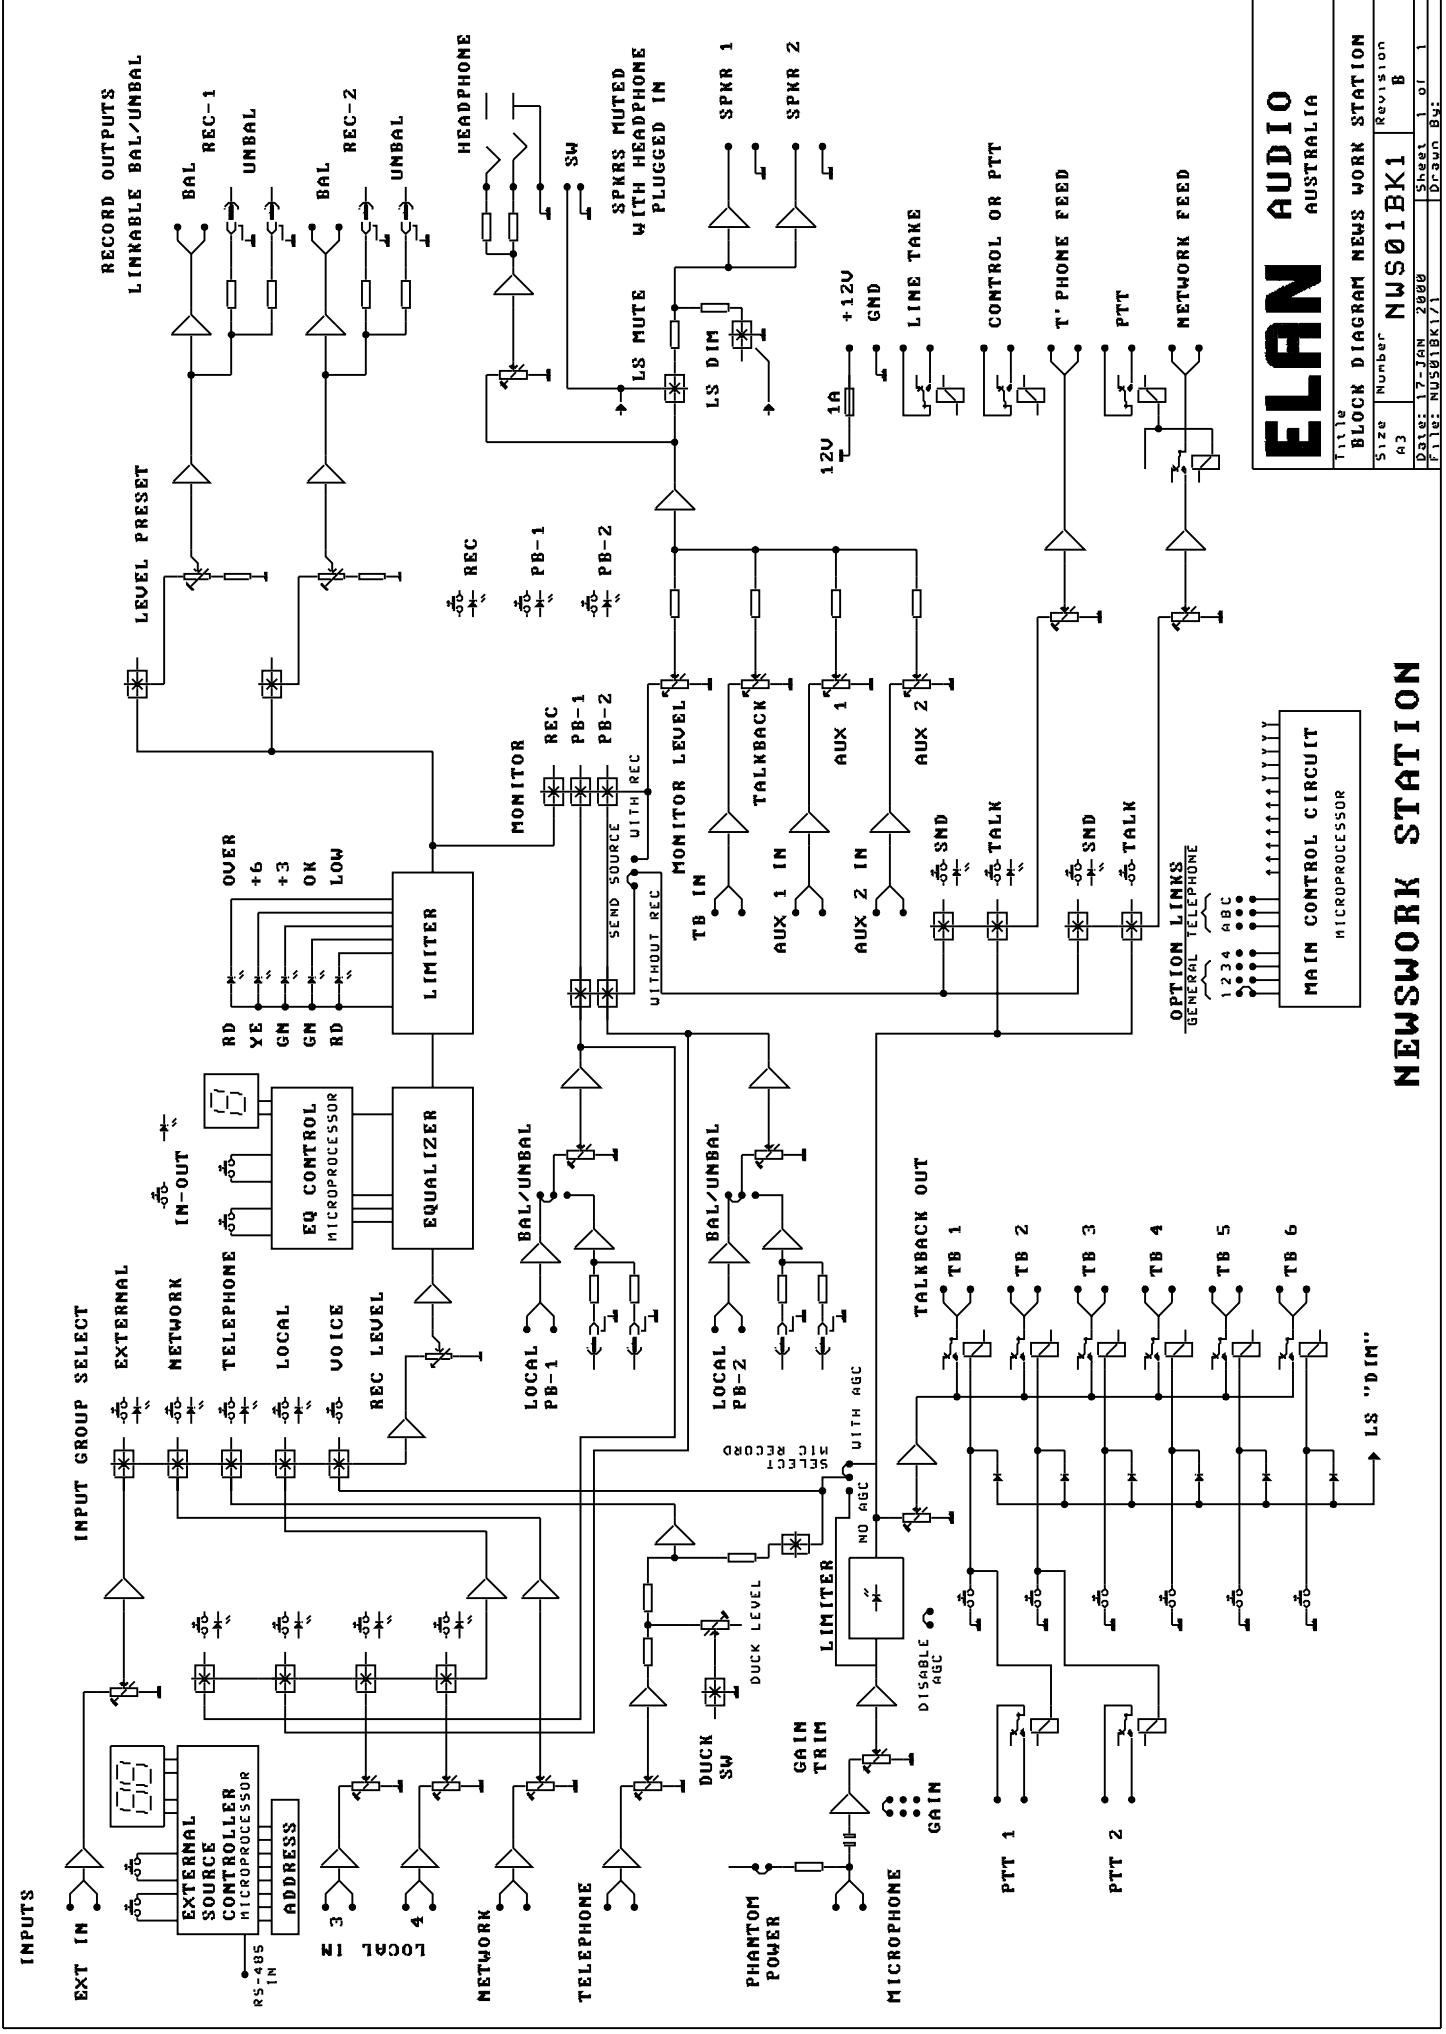 INPUTS
EXT IN
EXTERNAL
SOURCE
CONTROLLER
MICROPROCESSOR
ADDRESS
RS-485
IN
LOCAL IN
3
4
NETWORK
TELEPHONE
PHANTOM
POWER
MICROPHONE
DUCK
SW
DUCK LEVEL
GAIN
TRIM
GAIN
LIMITER
DISABLE
AGC
NO AGC
WITH AGC
SELECT
MIC RECORD
PTT 1
PTT 2
INPUT GROUP SELECT
EXTERNAL
NETWORK
TELEPHONE
LOCAL
VOICE
REC LEVEL
IN-OUT
EQ CONTROL
MICROPROCESSOR
EQUALIZER
LOCAL
PB-1
BAL/UNBAL
LOCAL
PB-2
BAL/UNBAL
TALKBACK OUT
TB 1
TB 2
TB 3
TB 4
TB 5
TB 6
LS "DIM"
RD
YE
GN
GN
RD
OVER
+6
+3
OK
LOW
LIMITER
MONITOR
REC
PB-1
PB-2
SEND SOURCE
WITH REC
WITHOUT REC
MONITOR LEVEL
TALKBACK
AUX 1
AUX 2
TB IN
AUX 1 IN
AUX 2 IN
SND
TALK
SND
TALK
OPTION LINKS
GENERAL
TELEPHONE
1 2 3 4
A B C
MAIN CONTROL CIRCUIT
MICROPROCESSOR
NEWSWORK STATION
LEVEL PRESET
REC
PB-1
PB-2
RECORD OUTPUTS
LINKABLE BAL/UNBAL
BAL
REC-1
UNBAL
BAL
REC-2
UNBAL
HEADPHONE
SW
SPKRS MUTED
WITH HEADPHONE
PLUGGED IN
LS MUTE
LS DIM
SPKR 1
SPKR 2
12V
1A
+12V
GND
LINE TAKE
CONTROL OR PTT
T'PHONE FEED
PTT
NETWORK FEED
ELAN AUDIO
AUSTRALIA
Title
BLOCK DIAGRAM NEWS WORK STATION
Size
A3
Number
NWS01BK1
Revision
B
Date: 17-JAN 2000
Sheet 1 of 1
File: NWS01BK1/1
Drawn By: